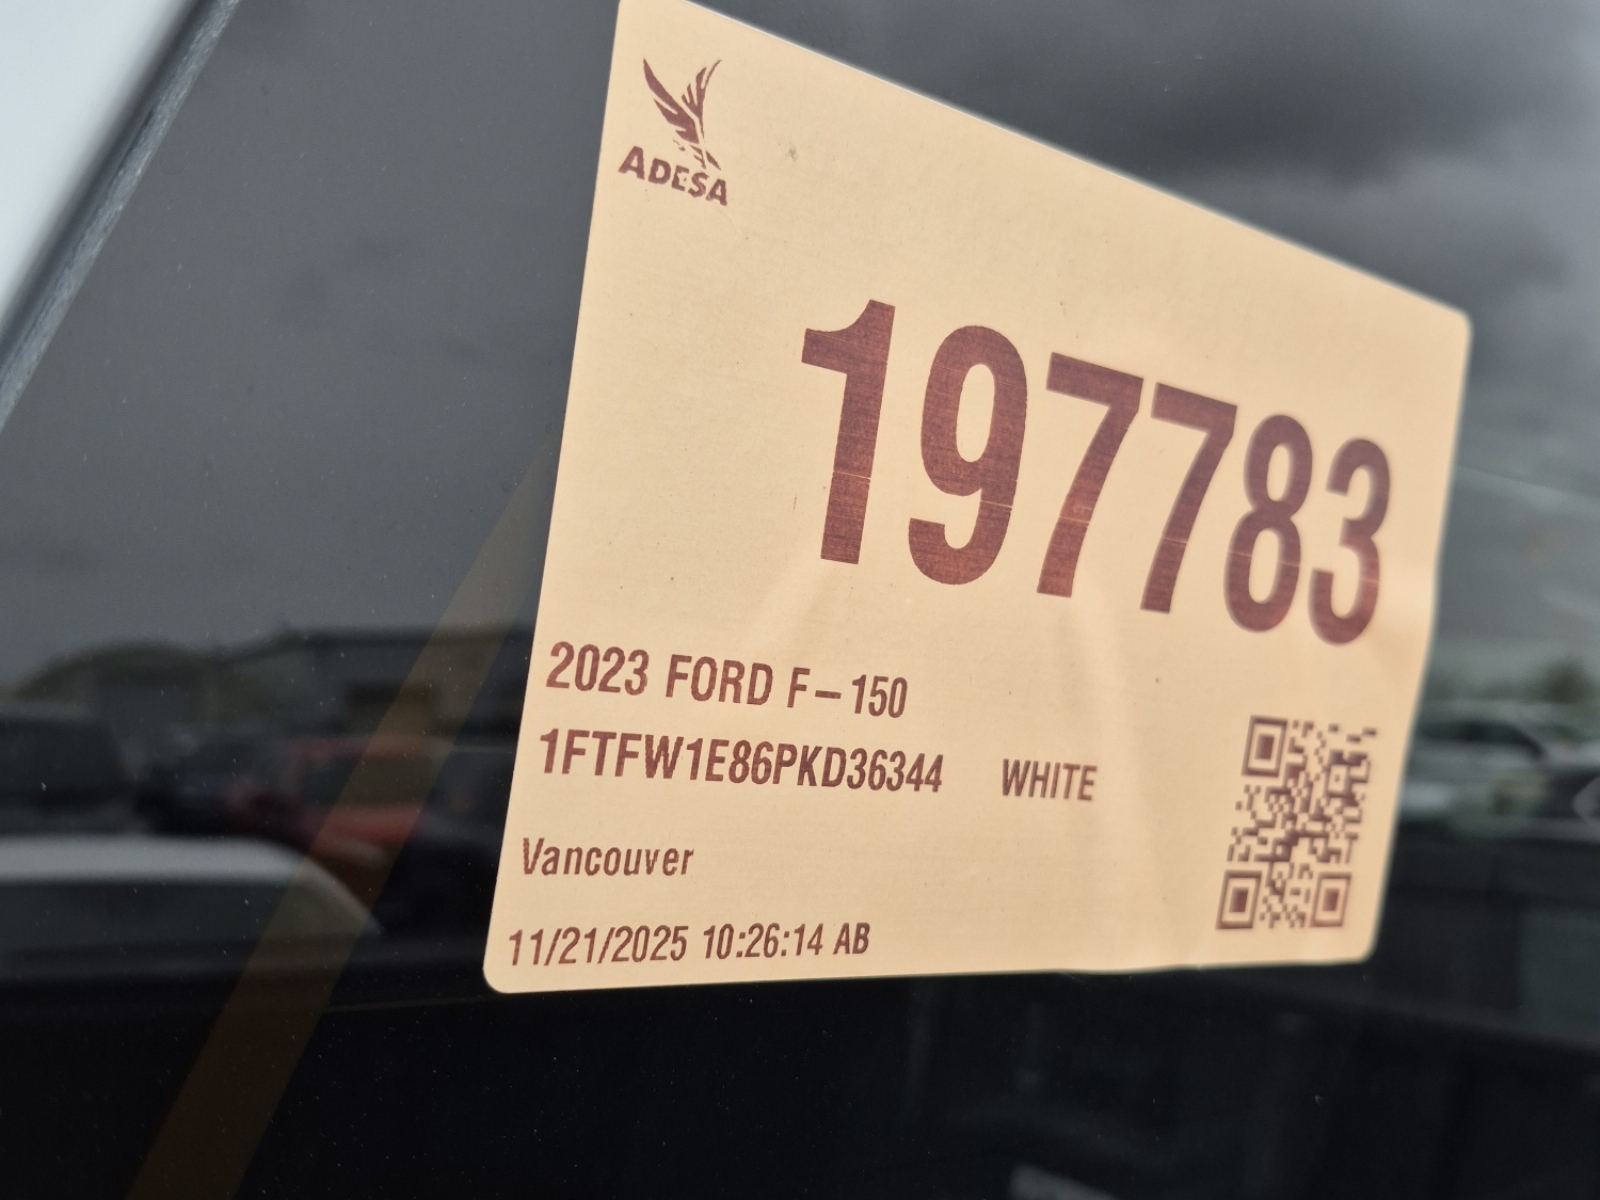 ADESA
197783
2023 FORD F-150
1FTFW1E86PKD36344 WHITE
Vancouver
11/21/2025 10:26:14 AB